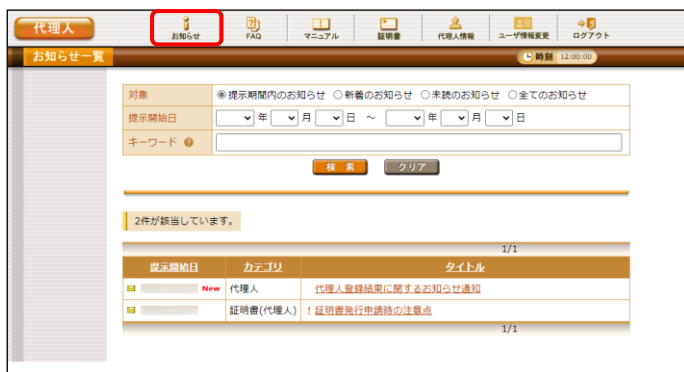 代理人
お知らせ FAQ マニュアル 証明書 代理人情報 ユーザ情報変更 ログアウト
お知らせ一覧 時刻 12:00:00
対象 提示期間内のお知らせ 新着のお知らせ 未読のお知らせ 全てのお知らせ
提示開始日 年 月 日 ～ 年 月 日
キーワード ?
検 索 クリア
2件が該当しています。
1/1
提示開始日 カテゴリ タイトル
New 代理人 代理人登録結果に関するお知らせ通知
証明書(代理人) ! 証明書発行申請時の注意点
1/1